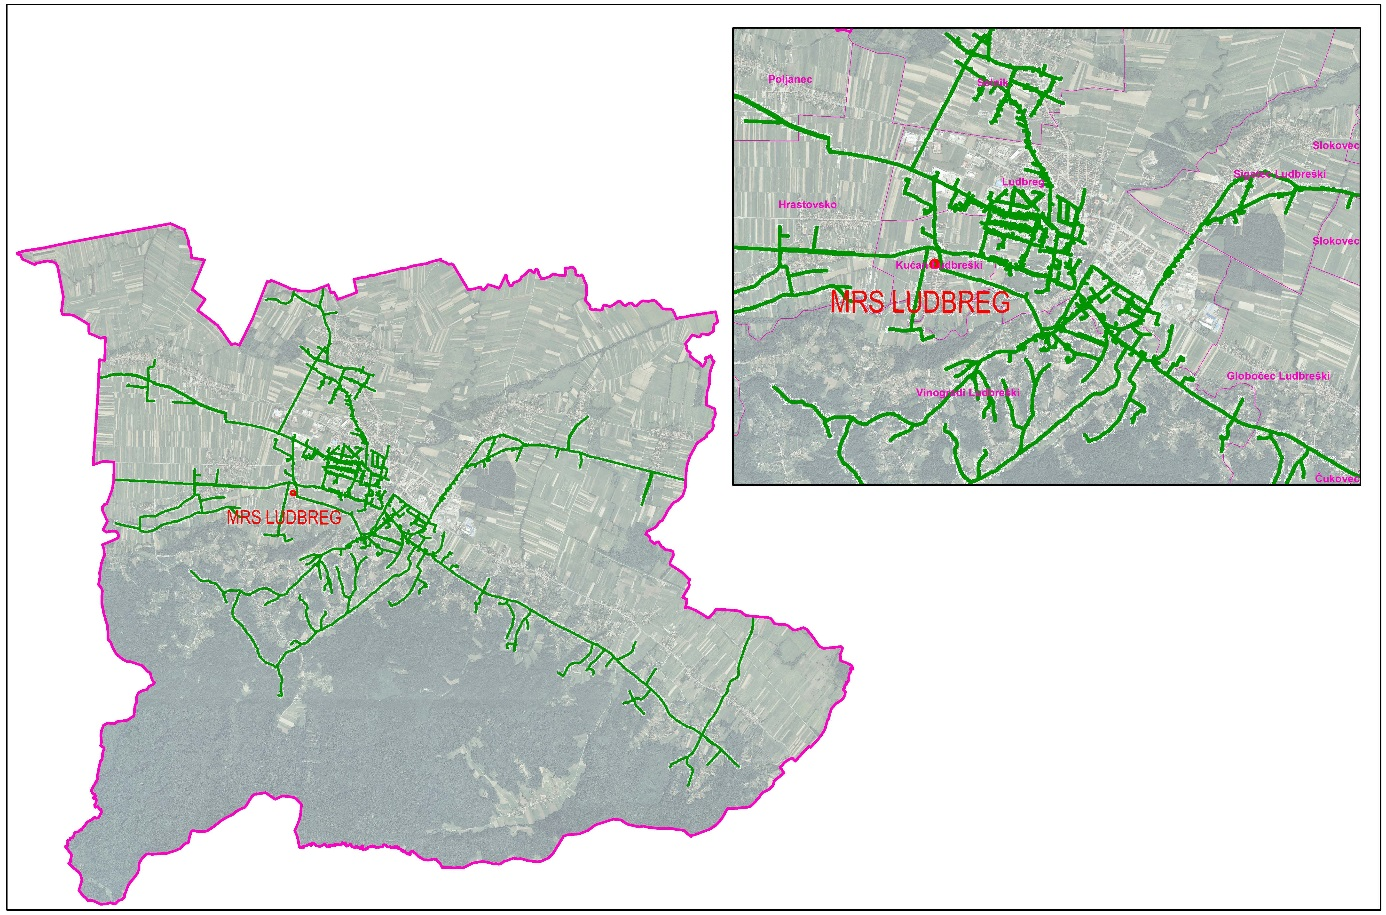 Poljanec
Selnik
Slokovec
Sigetec Ludbreški
Ludbreg
Hrastovsko
Slokovec
Kućan Ludbreški
MRS LUDBREG
Globočec Ludbreški
Vinogradi Ludbreški
Čukovec
MRS LUDBREG